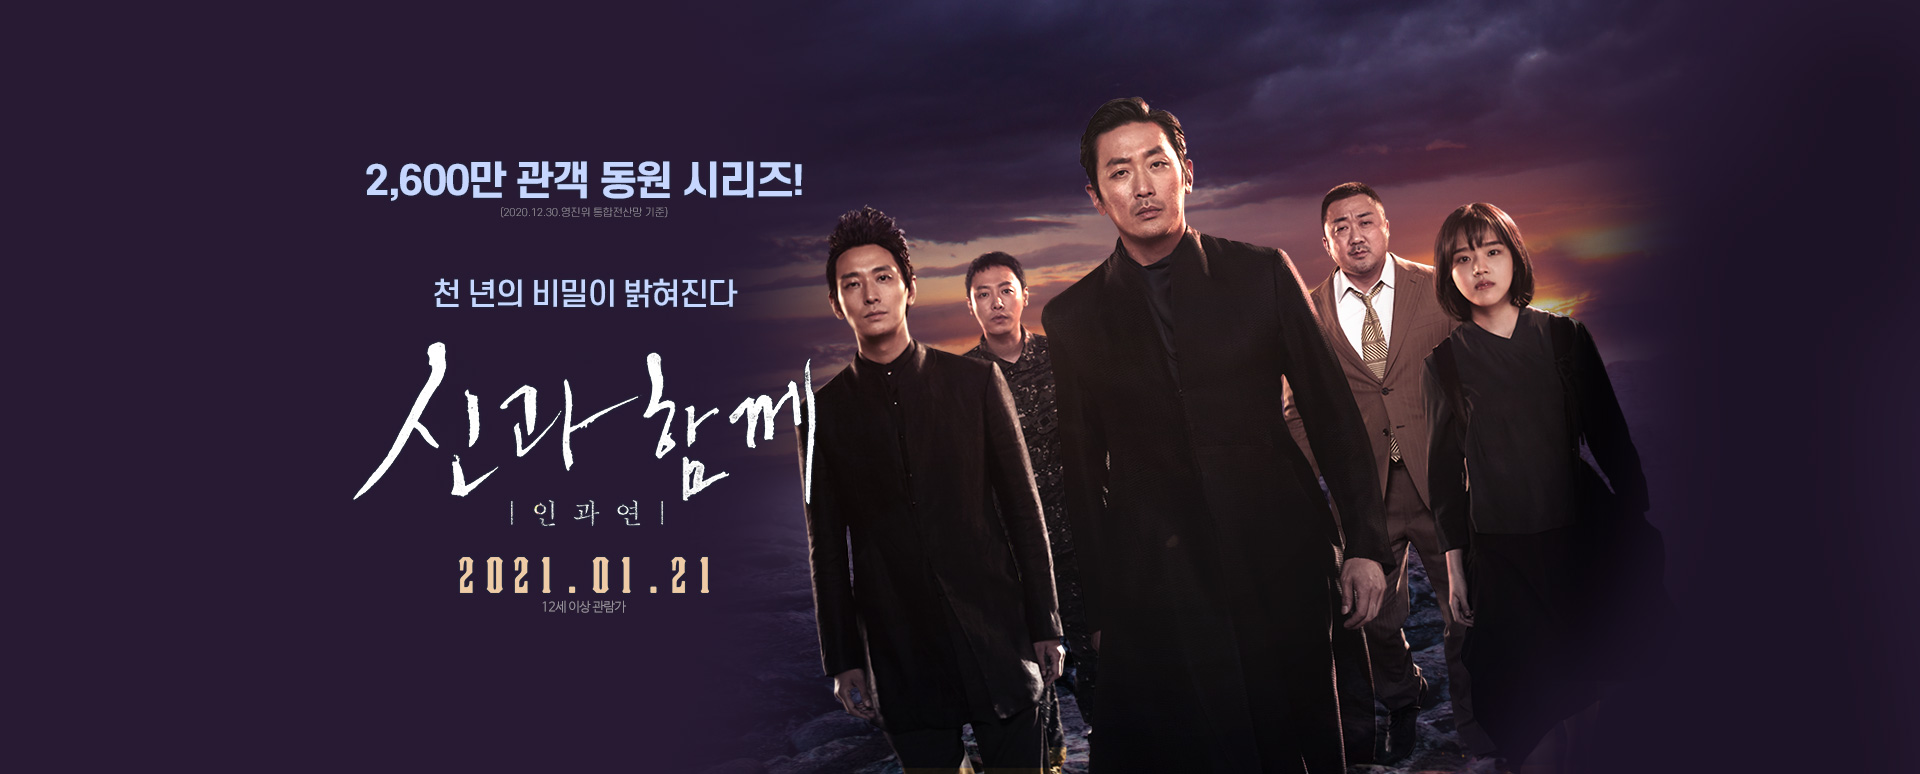 2,600만 관객 동원 시리즈!
(2020.12.30.영진위 통합전산망 기준)
천 년의 비밀이 밝혀진다
신과함께
| 인과연 |
2021.01.21
12세 이상 관람가